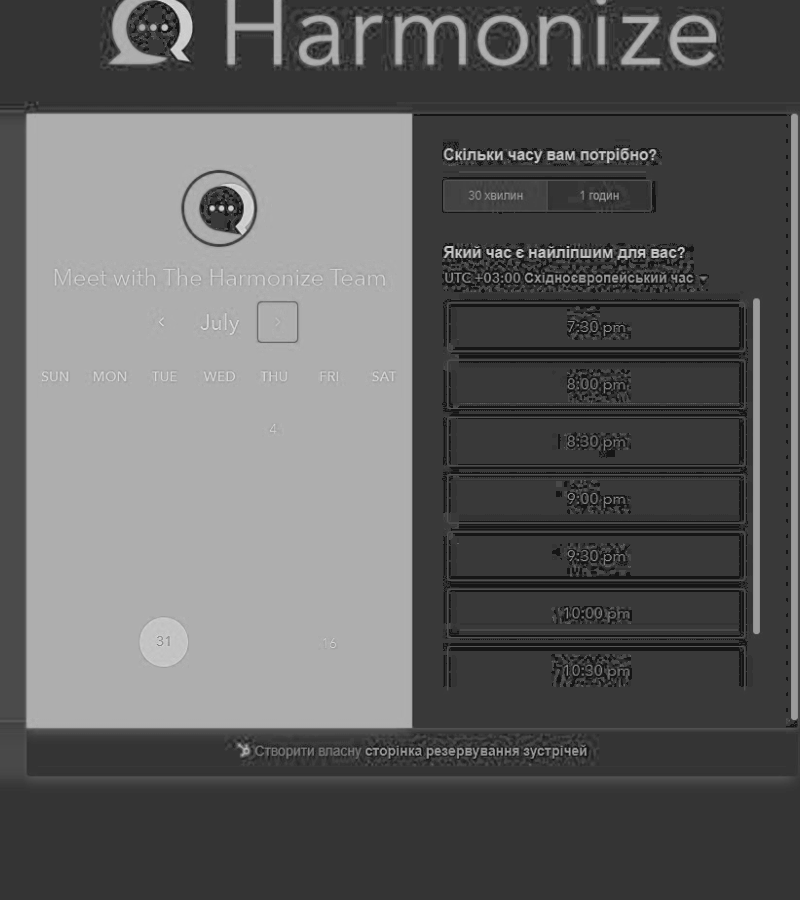 Harmonize
Meet with The Harmonize Team
July
SUN MON TUE WED THU FRI SAT
4
31 16
Скільки часу вам потрібно?
30 хвилин 1 годин
Який час є найліпшим для вас?
UTC +03:00 Східноєвропейський час
7:30 pm
8:00 pm
8:30 pm
9:00 pm
9:30 pm
10:00 pm
10:30 pm
Створити власну сторінка резервування зустрічей